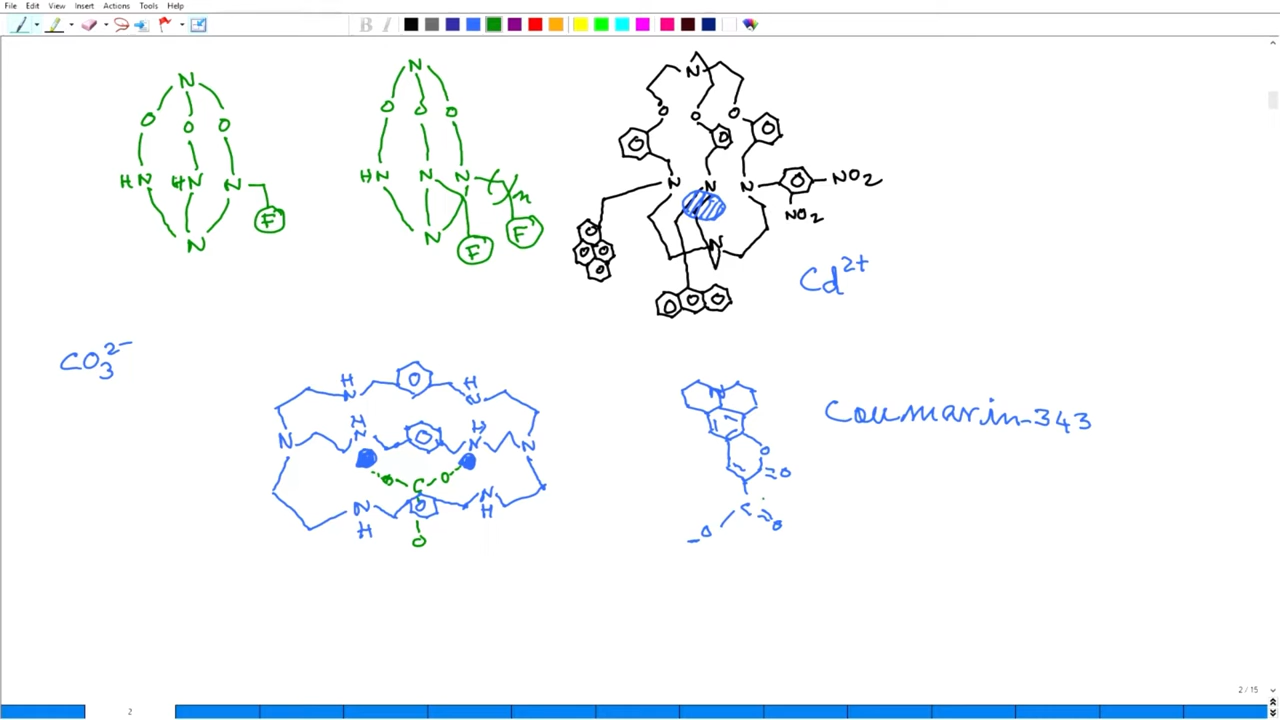 File Edit View Insert Actions Tools Help
B I
N
O O O
HN HN N
F
N
N
O O O
HN N N
( )n
F F
N
N
O O O
N N N
NO2
NO2
N
Cd2+
CO3 2-
H N N H
N H N N H N
O C O
N H N H
O
N
O
O
C
-O O
Coumarin-343
2 / 15
2